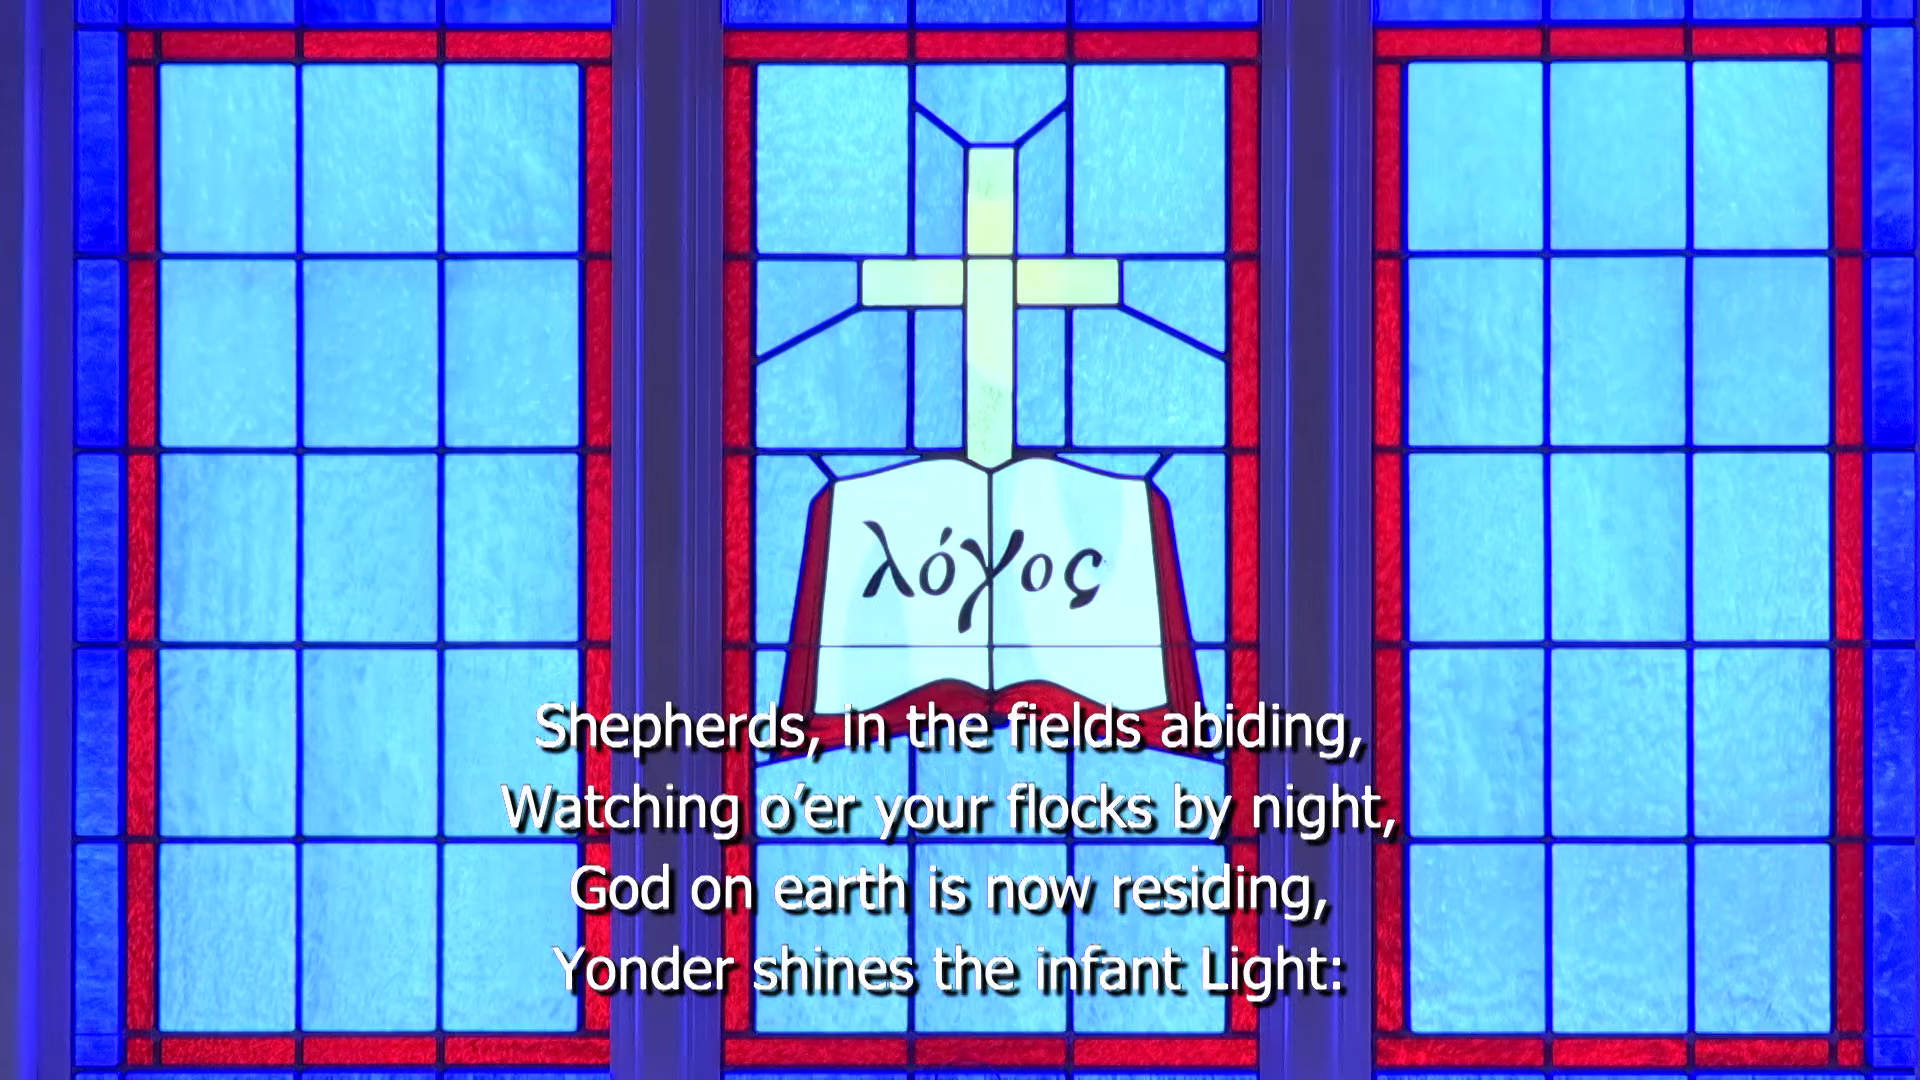 λόγος
Shepherds, in the fields abiding,
Watching o’er your flocks by night,
God on earth is now residing,
Yonder shines the infant Light: